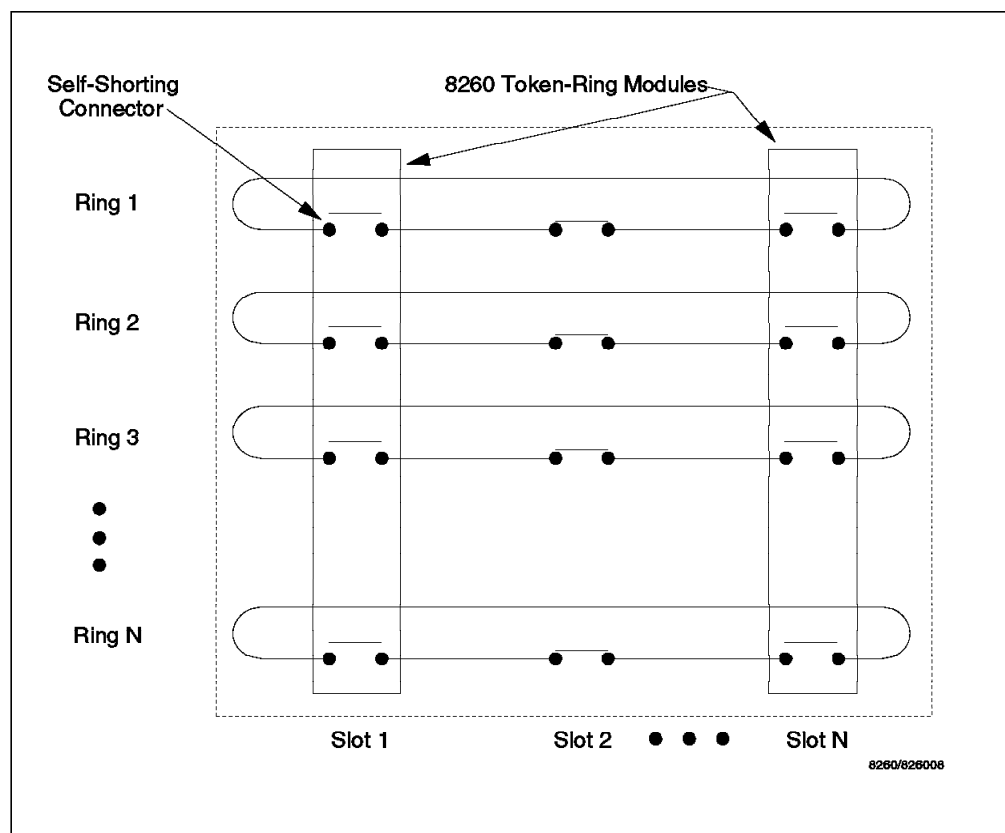 Self-Shorting
Connector
8260 Token-Ring Modules
Ring 1
Ring 2
Ring 3
Ring N
Slot 1
Slot 2
Slot N
8260/826008